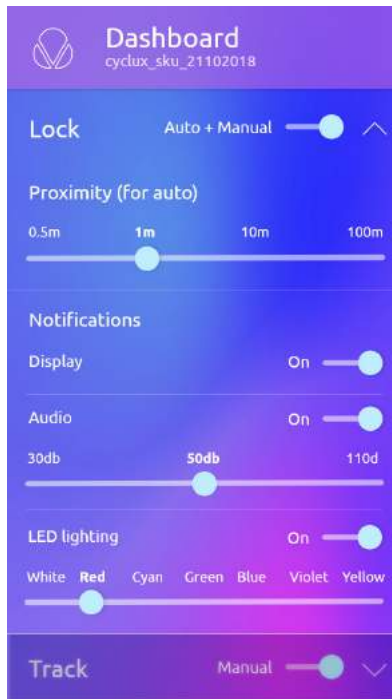 Dashboard
cyclux_sku_21102018
Lock Auto + Manual
Proximity (for auto)
0.5m 1m 10m 100m
Notifications
Display On
Audio On
30db 50db 110d
LED lighting On
White Red Cyan Green Blue Violet Yellow
Track Manual